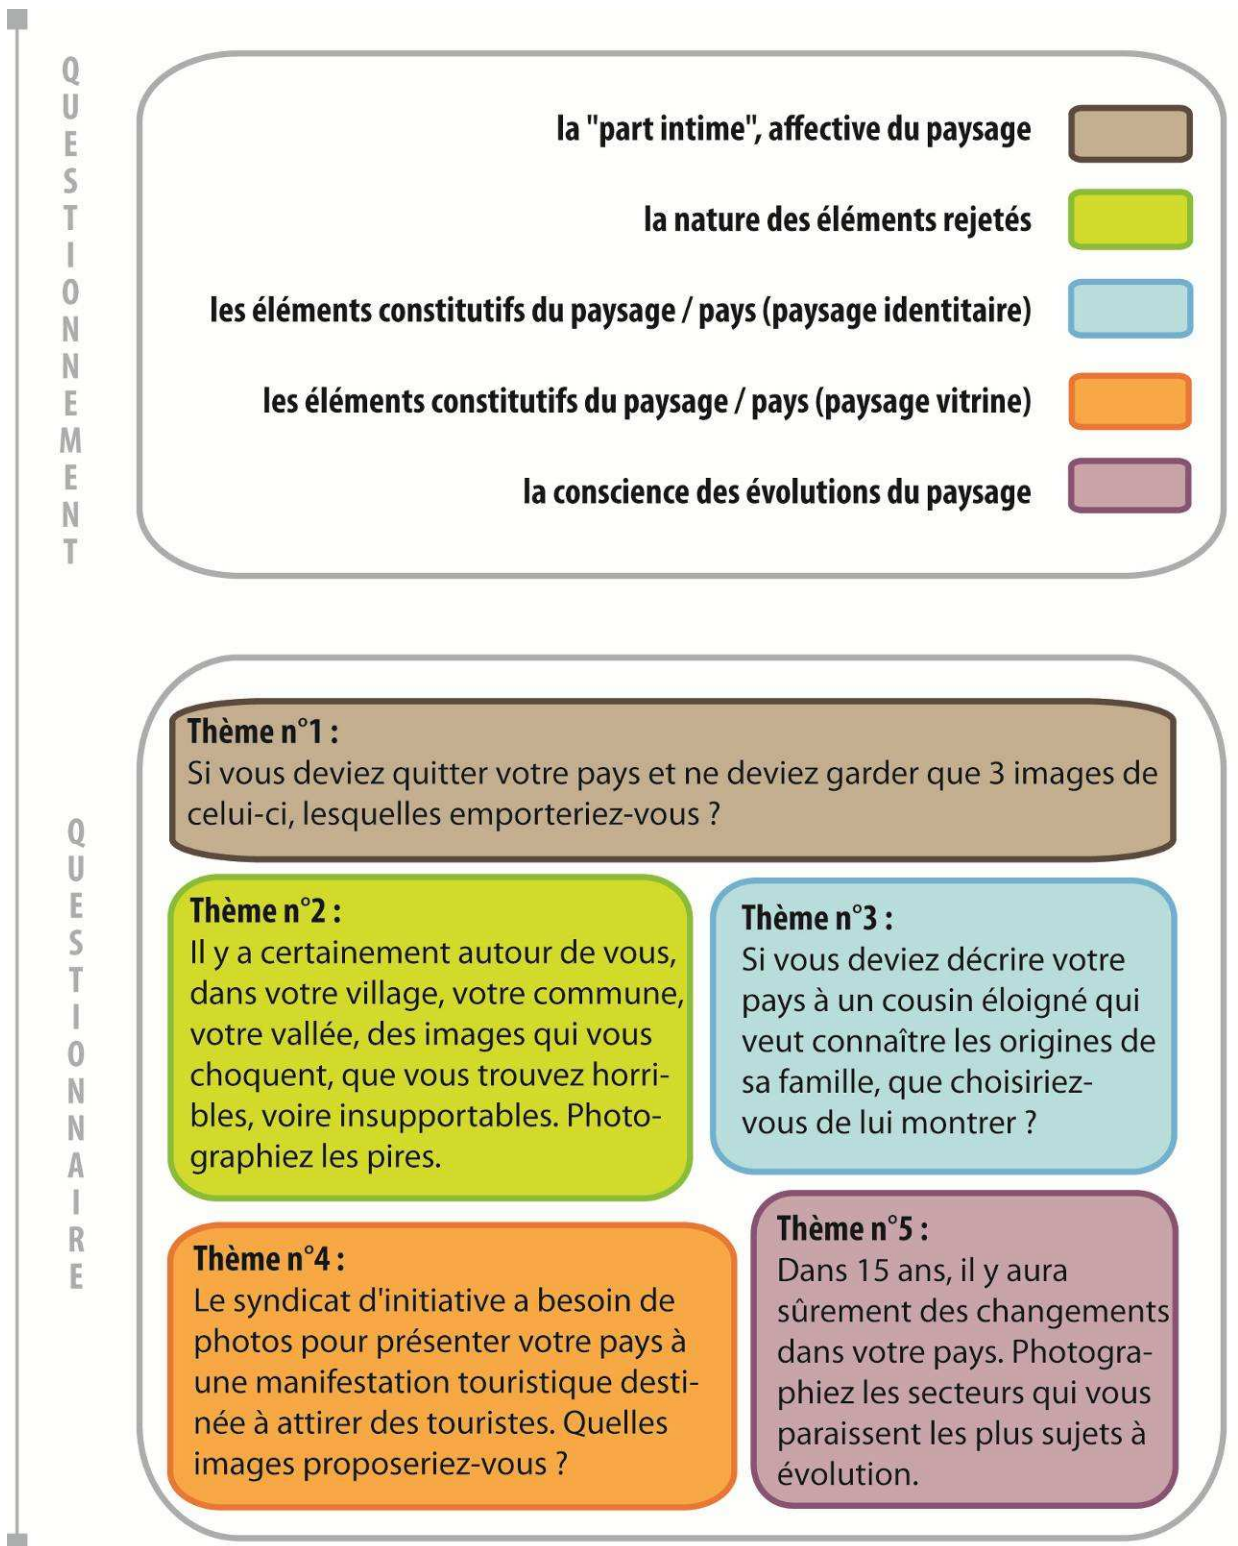 QUESTIONNEMENT
la "part intime", affective du paysage
la nature des éléments rejetés
les éléments constitutifs du paysage / pays (paysage identitaire)
les éléments constitutifs du paysage / pays (paysage vitrine)
la conscience des évolutions du paysage
QUESTIONNAIRE
Thème n°1 :
Si vous deviez quitter votre pays et ne deviez garder que 3 images de
celui-ci, lesquelles emporteriez-vous ?
Thème n°2 :
Il y a certainement autour de vous,
dans votre village, votre commune,
votre vallée, des images qui vous
choquent, que vous trouvez horri-
bles, voire insupportables. Photo-
graphiez les pires.
Thème n°3 :
Si vous deviez décrire votre
pays à un cousin éloigné qui
veut connaître les origines de
sa famille, que choisiriez-
vous de lui montrer ?
Thème n°4 :
Le syndicat d'initiative a besoin de
photos pour présenter votre pays à
une manifestation touristique desti-
née à attirer des touristes. Quelles
images proposeriez-vous ?
Thème n°5 :
Dans 15 ans, il y aura
sûrement des changements
dans votre pays. Photogra-
phiez les secteurs qui vous
paraissent les plus sujets à
évolution.